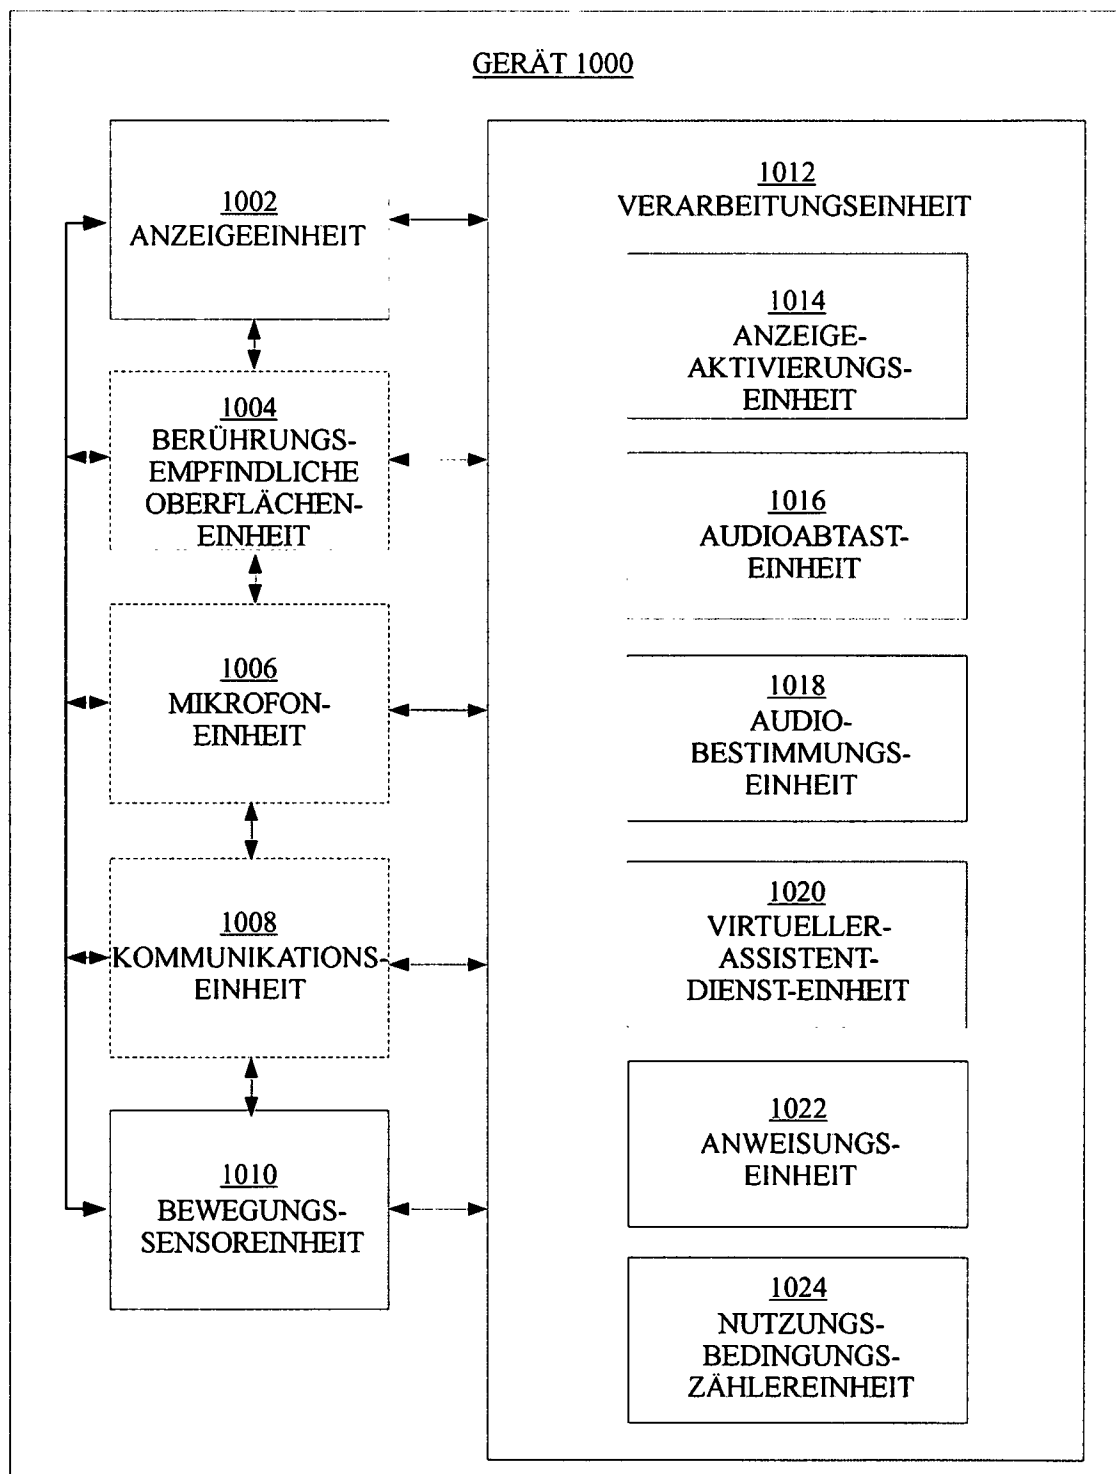 GERÄT 1000
1002
ANZEIGEEINHEIT
1004
BERÜHRUNGS-
EMPFINDLICHE
OBERFLÄCHEN-
EINHEIT
1006
MIKROFON-
EINHEIT
1008
KOMMUNIKATIONS-
EINHEIT
1010
BEWEGUNGS-
SENSOREINHEIT
1012
VERARBEITUNGSEINHEIT
1014
ANZEIGE-
AKTIVIERUNGS-
EINHEIT
1016
AUDIOABTAST-
EINHEIT
1018
AUDIO-
BESTIMMUNGS-
EINHEIT
1020
VIRTUELLER-
ASSISTENT-
DIENST-EINHEIT
1022
ANWEISUNGS-
EINHEIT
1024
NUTZUNGS-
BEDINGUNGS-
ZÄHLEREINHEIT